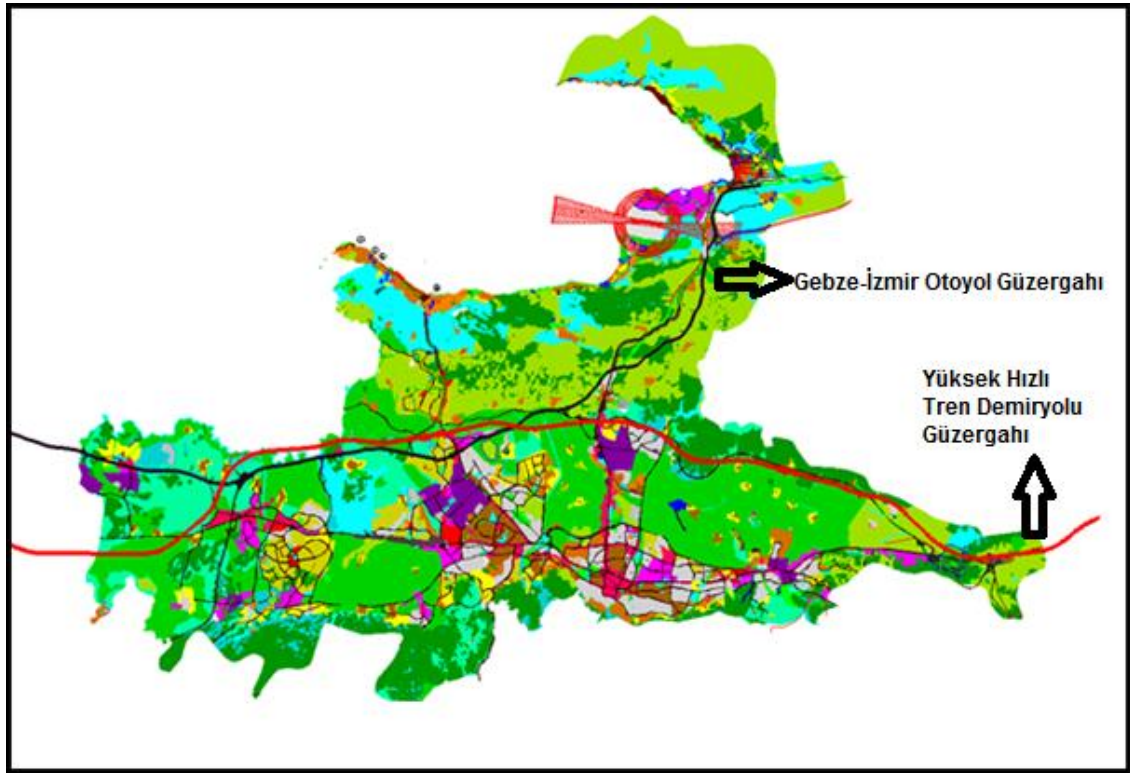 Gebze-İzmir Otoyol Güzergahı
Yüksek Hızlı
Tren Demiryolu
Güzergahı